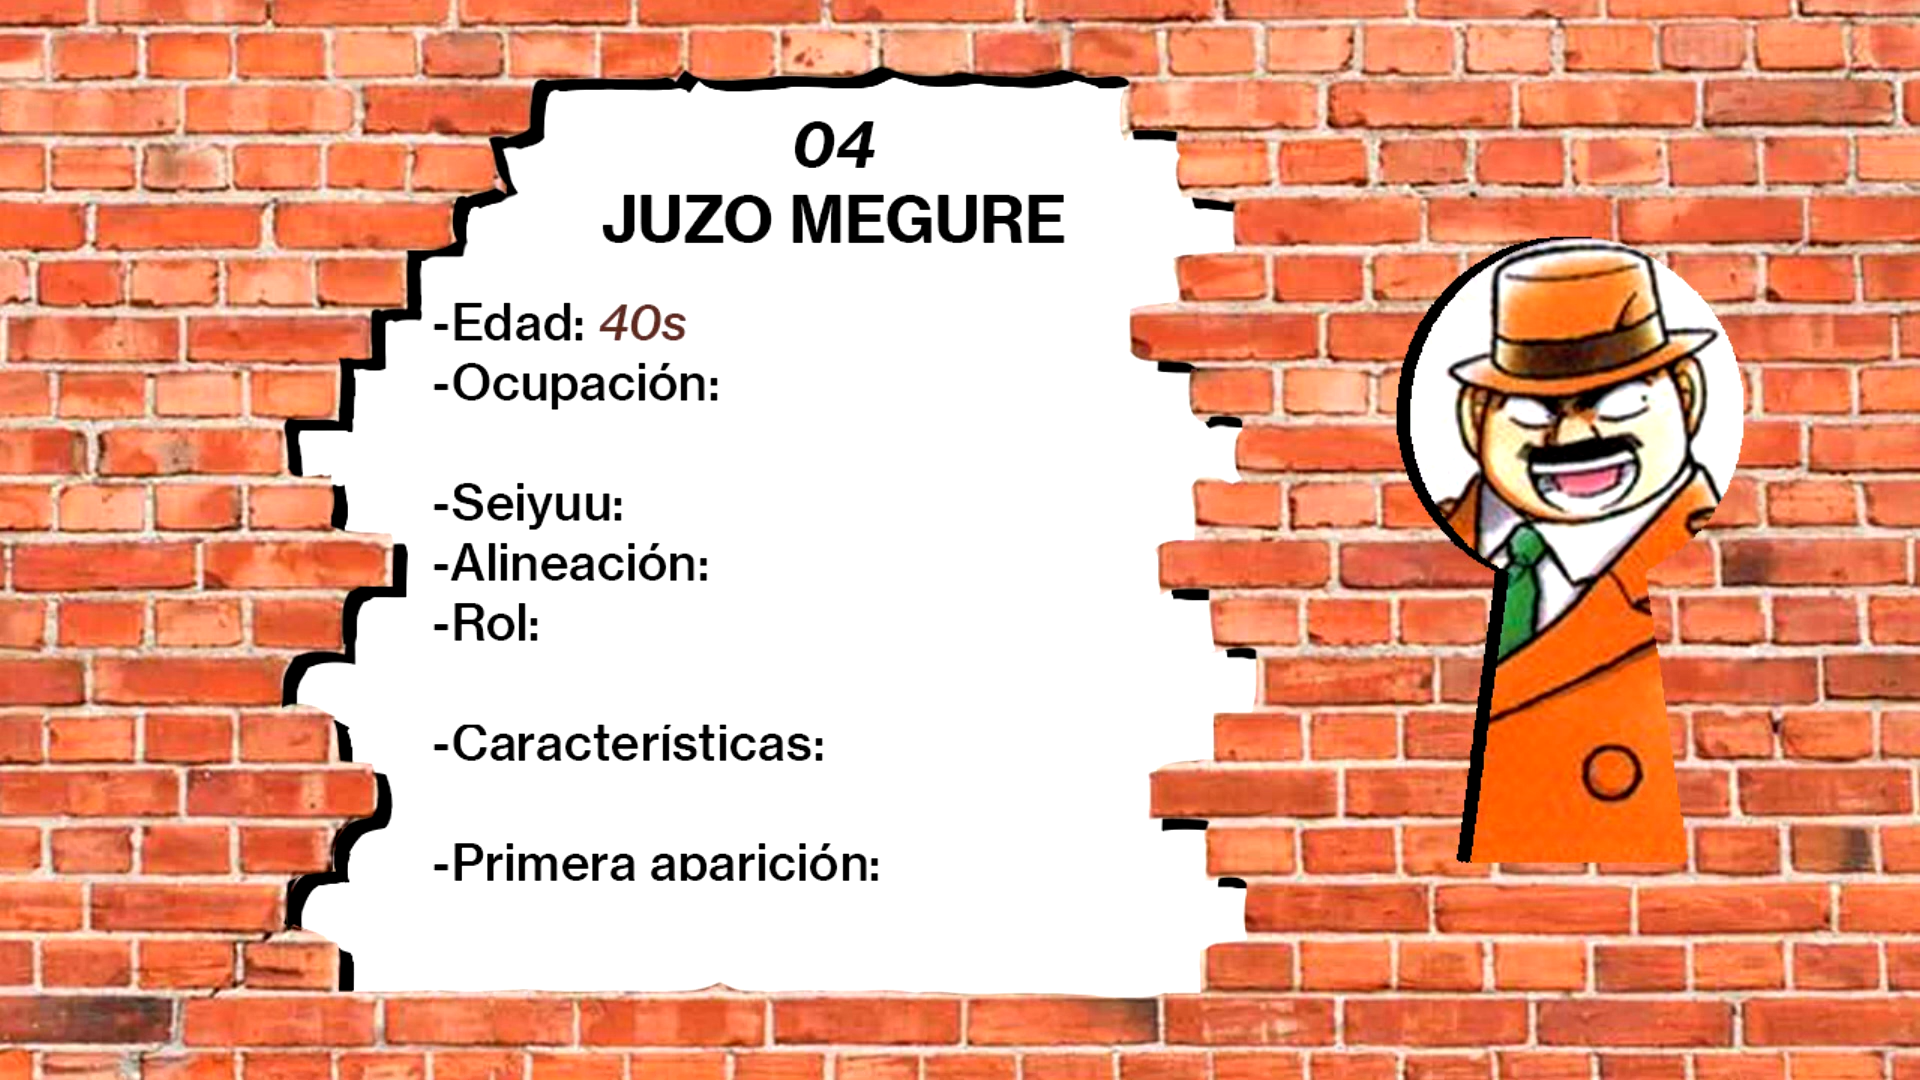 04
JUZO MEGURE
-Edad: 40s
-Ocupación:
-Seiyuu:
-Alineación:
-Rol:
-Características:
-Primera aparición: